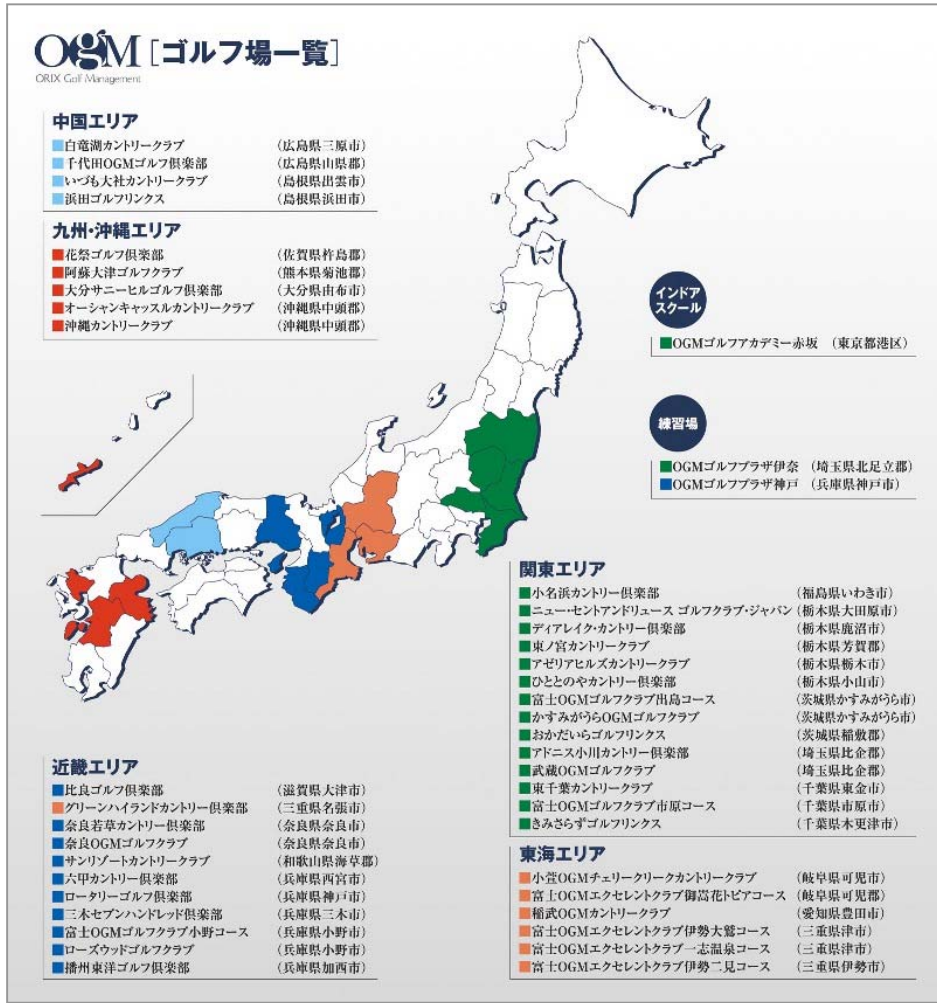 OGM [ゴルフ場一覧]
ORIX Golf Management
中国エリア
白竜湖カントリークラブ （広島県三原市）
千代田OGMゴルフ倶楽部 （広島県山県郡）
いづも大社カントリークラブ （島根県出雲市）
浜田ゴルフリンクス （島根県浜田市）
九州・沖縄エリア
花祭ゴルフ倶楽部 （佐賀県杵島郡）
阿蘇大津ゴルフクラブ （熊本県菊池郡）
大分サニーヒルゴルフ倶楽部 （大分県由布市）
オーシャンキャッスルカントリークラブ （沖縄県中頭郡）
沖縄カントリークラブ （沖縄県中頭郡）
インドア
スクール
OGMゴルフアカデミー赤坂 （東京都港区）
練習場
OGMゴルフプラザ伊奈 （埼玉県北足立郡）
OGMゴルフプラザ神戸 （兵庫県神戸市）
関東エリア
小名浜カントリー倶楽部 （福島県いわき市）
ニュー・セントアンドリュース ゴルフクラブ・ジャパン （栃木県大田原市）
ディアレイク・カントリー倶楽部 （栃木県鹿沼市）
東ノ宮カントリークラブ （栃木県芳賀郡）
アゼリアヒルズカントリークラブ （栃木県栃木市）
ひととのやカントリー倶楽部 （栃木県小山市）
富士OGMゴルフクラブ出島コース （茨城県かすみがうら市）
かすみがうらOGMゴルフクラブ （茨城県かすみがうら市）
おかだいらゴルフリンクス （茨城県稲敷郡）
アドニス小川カントリー倶楽部 （埼玉県比企郡）
武蔵OGMゴルフクラブ （埼玉県比企郡）
東千葉カントリークラブ （千葉県東金市）
富士OGMゴルフクラブ市原コース （千葉県市原市）
きみさらずゴルフリンクス （千葉県木更津市）
近畿エリア
比良ゴルフ倶楽部 （滋賀県大津市）
グリーンハイランドカントリー倶楽部 （三重県名張市）
奈良若草カントリー倶楽部 （奈良県奈良市）
奈良OGMゴルフクラブ （奈良県奈良市）
サンリゾートカントリークラブ （和歌山県海草郡）
六甲カントリー倶楽部 （兵庫県西宮市）
ロータリーゴルフ倶楽部 （兵庫県神戸市）
三木セブンハンドレッド倶楽部 （兵庫県三木市）
富士OGMゴルフクラブ小野コース （兵庫県小野市）
ローズウッドゴルフクラブ （兵庫県小野市）
播州東洋ゴルフ倶楽部 （兵庫県加西市）
東海エリア
小萱OGMチェリークリークカントリークラブ （岐阜県可児市）
富士OGMエクセレントクラブ御嵩花トピアコース （岐阜県可児郡）
稲武OGMカントリークラブ （愛知県豊田市）
富士OGMエクセレントクラブ伊勢大鷲コース （三重県津市）
富士OGMエクセレントクラブ一志温泉コース （三重県津市）
富士OGMエクセレントクラブ伊勢二見コース （三重県伊勢市）